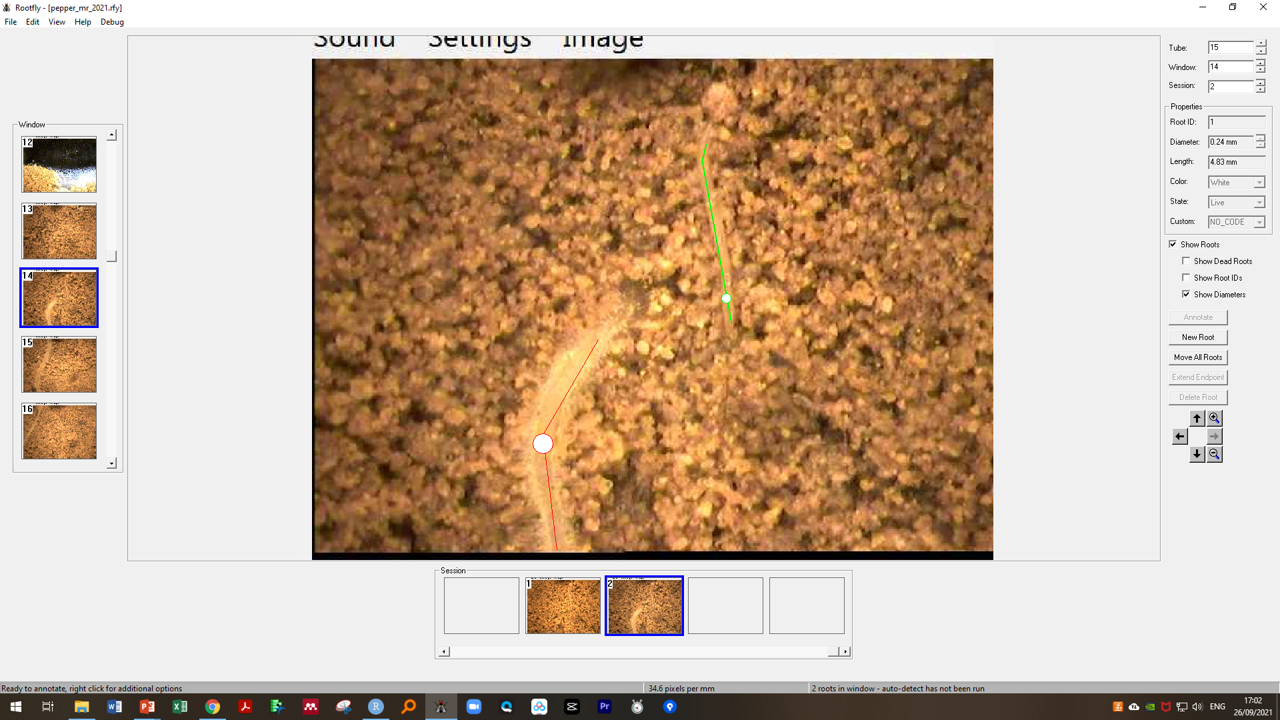 Rootfly - [pepper_mr_2021.rfy]
File Edit View Help Debug
Sound Settings Image
Window
12
13
14
15
16
Tube: 15
Window: 14
Session: 2
Properties
Root ID: 1
Diameter: 0.24 mm
Length: 4.83 mm
Color: White
State: Live
Custom: NO_CODE
Show Roots
Show Dead Roots
Show Root IDs
Show Diameters
Annotate
New Root
Move All Roots
Extend Endpoint
Delete Root
Session
1
2
Ready to annotate, right click for additional options
34.6 pixels per mm
2 roots in window - auto-detect has not been run
ENG
17:02
26/09/2021